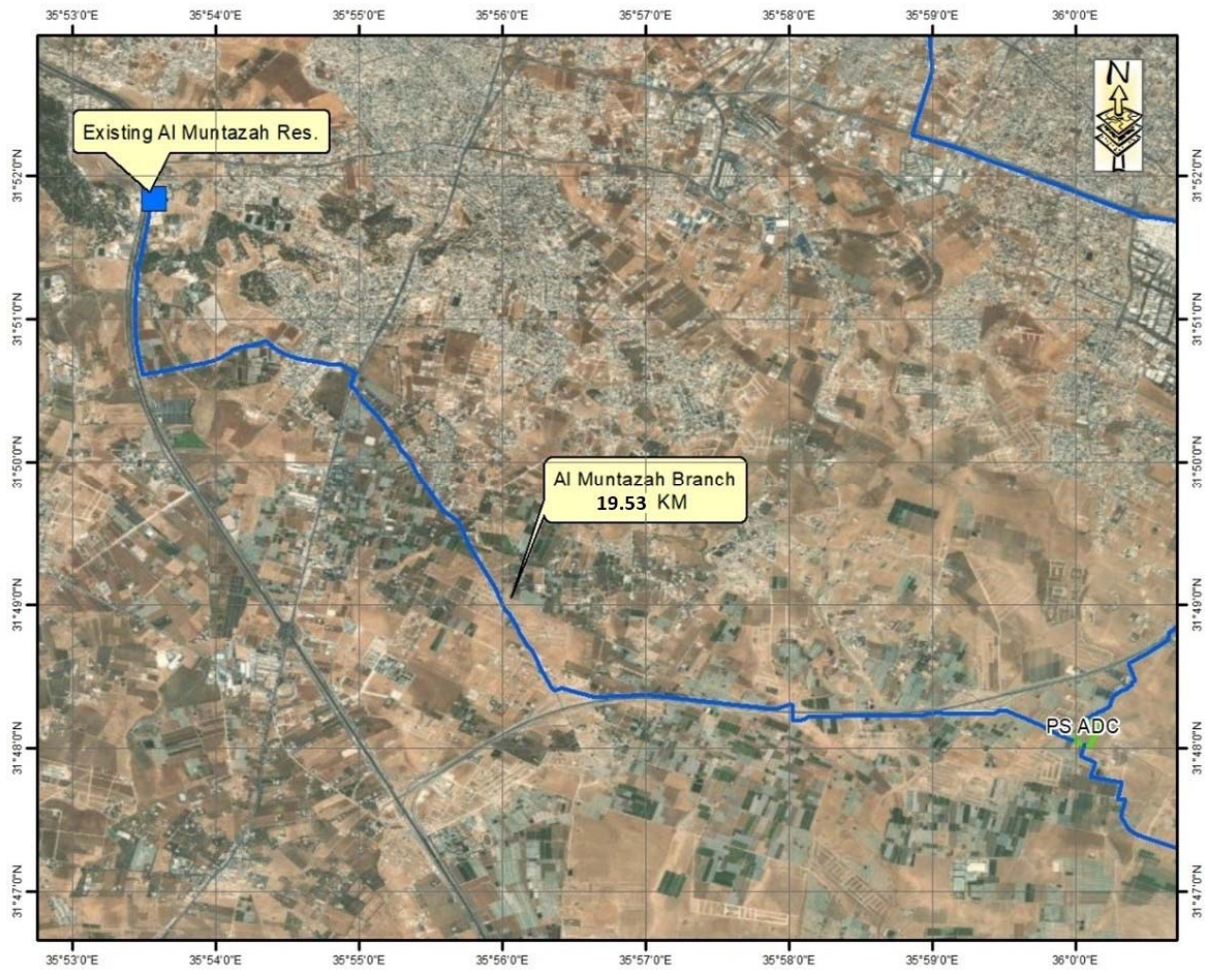 35°53'0"E 35°54'0"E 35°55'0"E 35°56'0"E 35°57'0"E 35°58'0"E 35°59'0"E 36°0'0"E
N
Existing Al Muntazah Res.
31°52'0"N 31°52'0"N
31°51'0"N 31°51'0"N
31°50'0"N 31°50'0"N
Al Muntazah Branch
19.53 KM
31°49'0"N 31°49'0"N
PS ADC
31°48'0"N 31°48'0"N
31°47'0"N 31°47'0"N
35°53'0"E 35°54'0"E 35°55'0"E 35°56'0"E 35°57'0"E 35°58'0"E 35°59'0"E 36°0'0"E